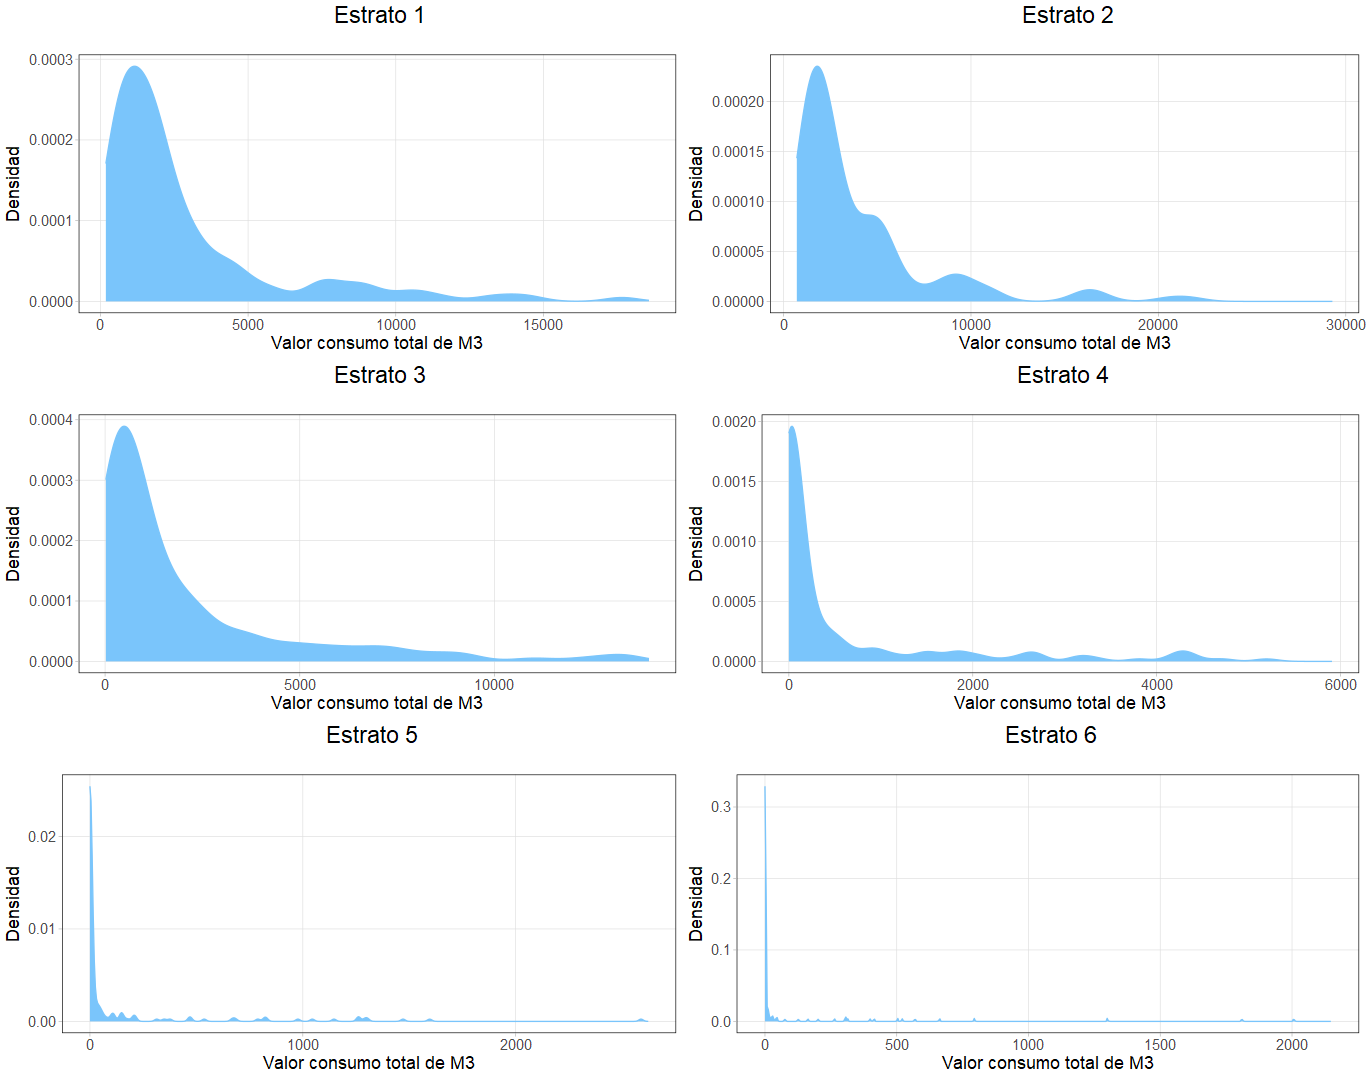 Estrato 1
0.0003
0.0002
0.0001
0.0000
Densidad
0 5000 10000 15000
Valor consumo total de M3
Estrato 2
0.00020
0.00015
0.00010
0.00005
0.00000
Densidad
0 10000 20000 30000
Valor consumo total de M3
Estrato 3
0.0004
0.0003
0.0002
0.0001
0.0000
Densidad
0 5000 10000
Valor consumo total de M3
Estrato 4
0.0020
0.0015
0.0010
0.0005
0.0000
Densidad
0 2000 4000 6000
Valor consumo total de M3
Estrato 5
0.02
0.01
0.00
Densidad
0 1000 2000
Valor consumo total de M3
Estrato 6
0.3
0.2
0.1
0.0
Densidad
0 500 1000 1500 2000
Valor consumo total de M3